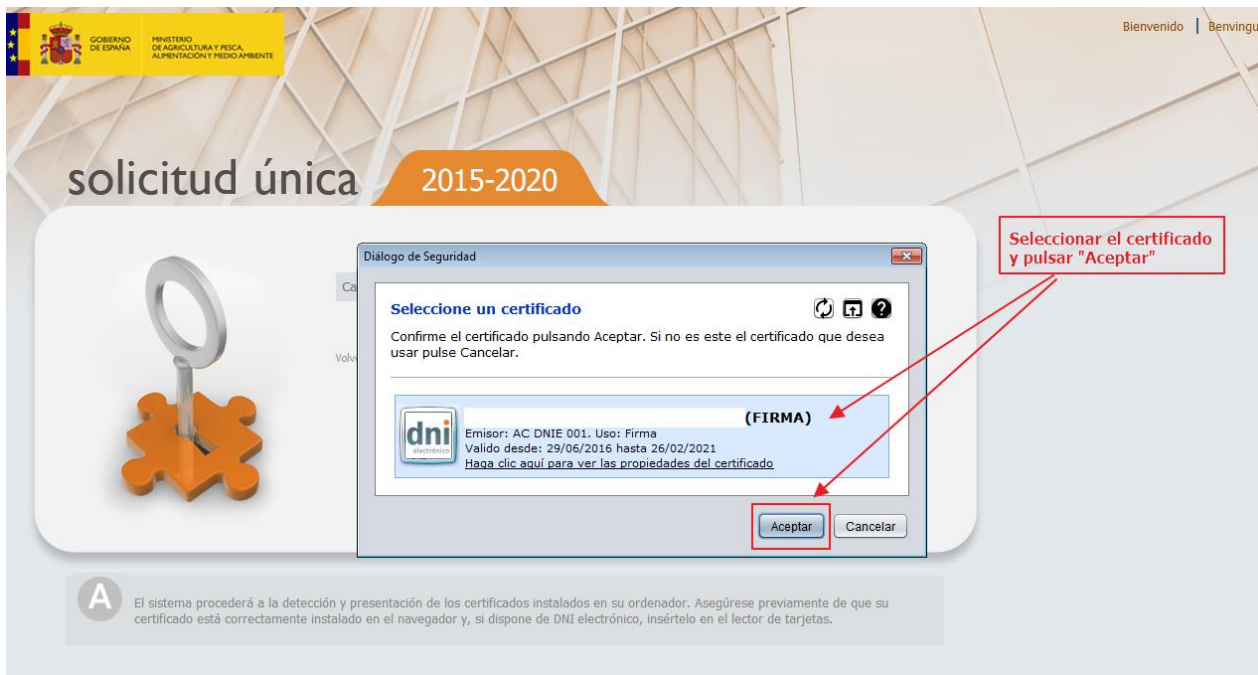 GOBIERNO
DE ESPAÑA
MINISTERIO
DE AGRICULTURA Y PESCA,
ALIMENTACIÓN Y MEDIO AMBIENTE
Bienvenido | Benvingu
solicitud única
2015-2020
Seleccionar el certificado
y pulsar "Aceptar"
Diálogo de Seguridad
Ca
Volve
Seleccione un certificado
Confirme el certificado pulsando Aceptar. Si no es este el certificado que desea
usar pulse Cancelar.
dni
electrónico
(FIRMA)
Emisor: AC DNIE 001. Uso: Firma
Valido desde: 29/06/2016 hasta 26/02/2021
Haga clic aquí para ver las propiedades del certificado
Aceptar
Cancelar
A
El sistema procederá a la detección y presentación de los certificados instalados en su ordenador. Asegúrese previamente de que su
certificado está correctamente instalado en el navegador y, si dispone de DNI electrónico, insértelo en el lector de tarjetas.